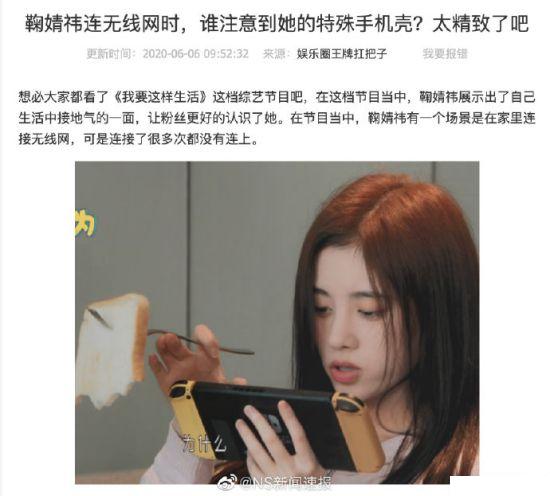 鞠婧祎连无线网时，谁注意到她的特殊手机壳？太精致了吧
更新时间：2020-06-06 09:52:32 来源：娱乐圈王牌扛把子 我要报错
想必大家都看了《我要这样生活》这档综艺节目吧，在这档节目当中，鞠婧祎展示出了自己
生活中接地气的一面，让粉丝更好的认识了她。在节目当中，鞠婧祎有一个场景是在家里连
接无线网，可是连接了很多次都没有连上。
为
为什么
@NS新闻速报